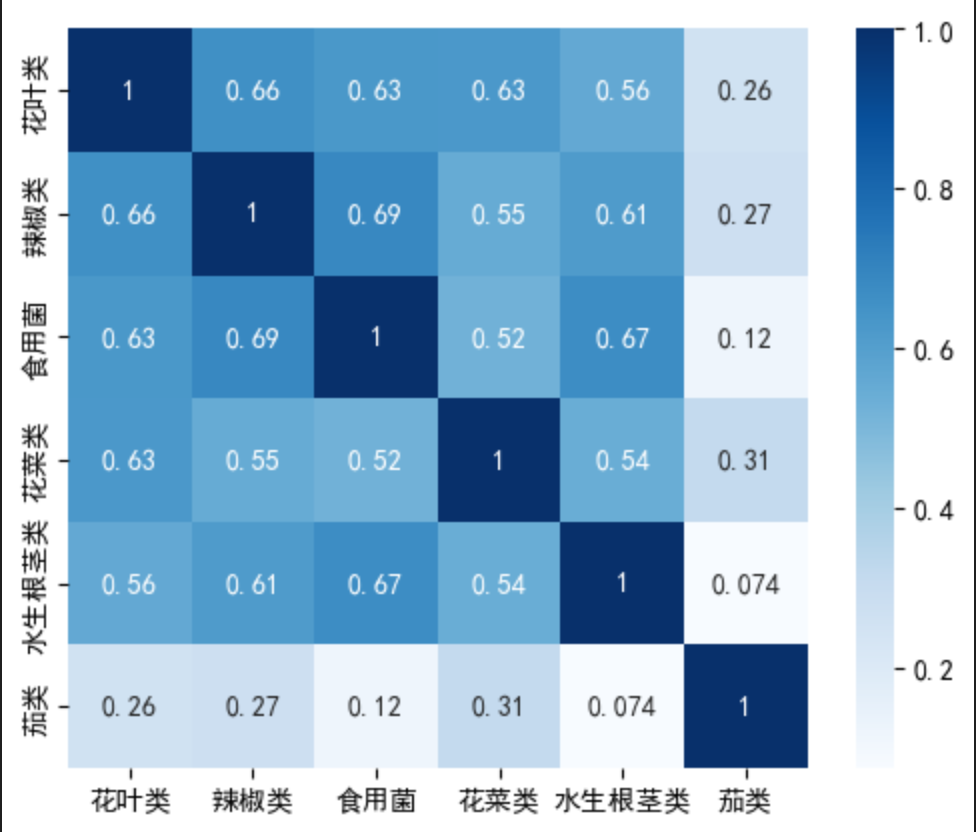 花叶类 1 0.66 0.63 0.63 0.56 0.26
辣椒类 0.66 1 0.69 0.55 0.61 0.27
食用菌 0.63 0.69 1 0.52 0.67 0.12
花菜类 0.63 0.55 0.52 1 0.54 0.31
水生根茎类 0.56 0.61 0.67 0.54 1 0.074
茄类 0.26 0.27 0.12 0.31 0.074 1
花叶类 辣椒类 食用菌 花菜类 水生根茎类 茄类
1.0
0.8
0.6
0.4
0.2